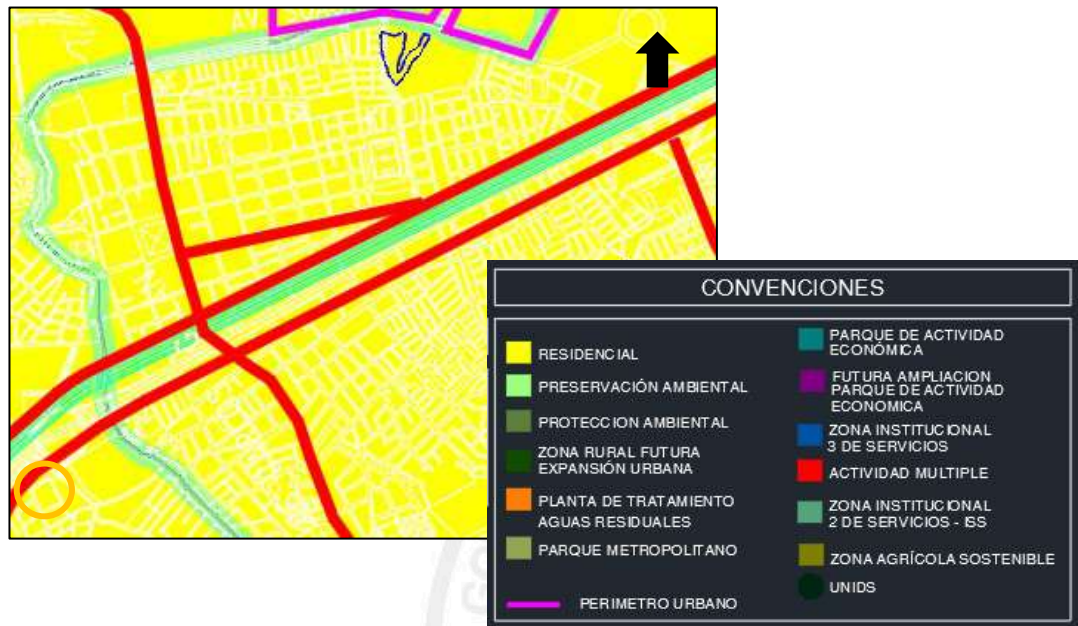 CONVENCIONES
RESIDENCIAL
PRESERVACIÓN AMBIENTAL
PROTECCION AMBIENTAL
ZONA RURAL FUTURA
EXPANSIÓN URBANA
PLANTA DE TRATAMIENTO
AGUAS RESIDUALES
PARQUE METROPOLITANO
PERIMETRO URBANO
PARQUE DE ACTIVIDAD
ECONÓMICA
FUTURA AMPLIACION
PARQUE DE ACTIVIDAD
ECONOMICA
ZONA INSTITUCIONAL
3 DE SERVICIOS
ACTIVIDAD MULTIPLE
ZONA INSTITUCIONAL
2 DE SERVICIOS - ISS
ZONA AGRÍCOLA SOSTENIBLE
UNIDS